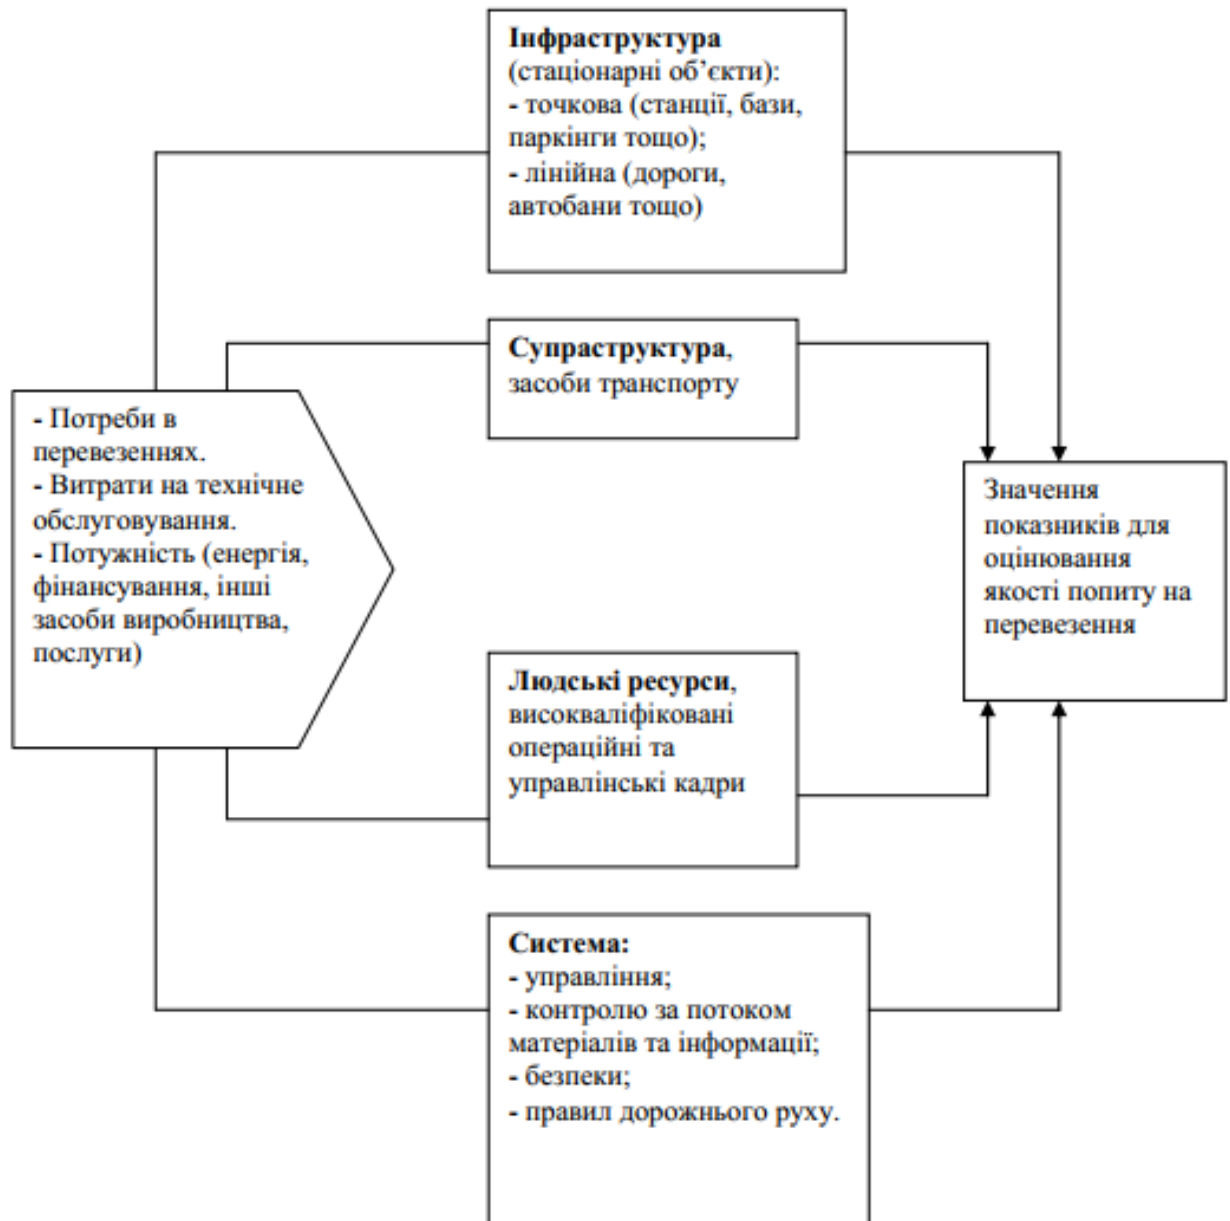 Інфраструктура
(стаціонарні об’єкти):
- точкова (станції, бази,
паркінги тощо);
- лінійна (дороги,
автобани тощо)
Супраструктура,
засоби транспорту
- Потреби в
перевезеннях.
- Витрати на технічне
обслуговування.
- Потужність (енергія,
фінансування, інші
засоби виробництва,
послуги)
Значення
показників для
оцінювання
якості попиту на
перевезення
Людські ресурси,
висококваліфіковані
операційні та
управлінські кадри
Система:
- управління;
- контролю за потоком
матеріалів та інформації;
- безпеки;
- правил дорожнього руху.